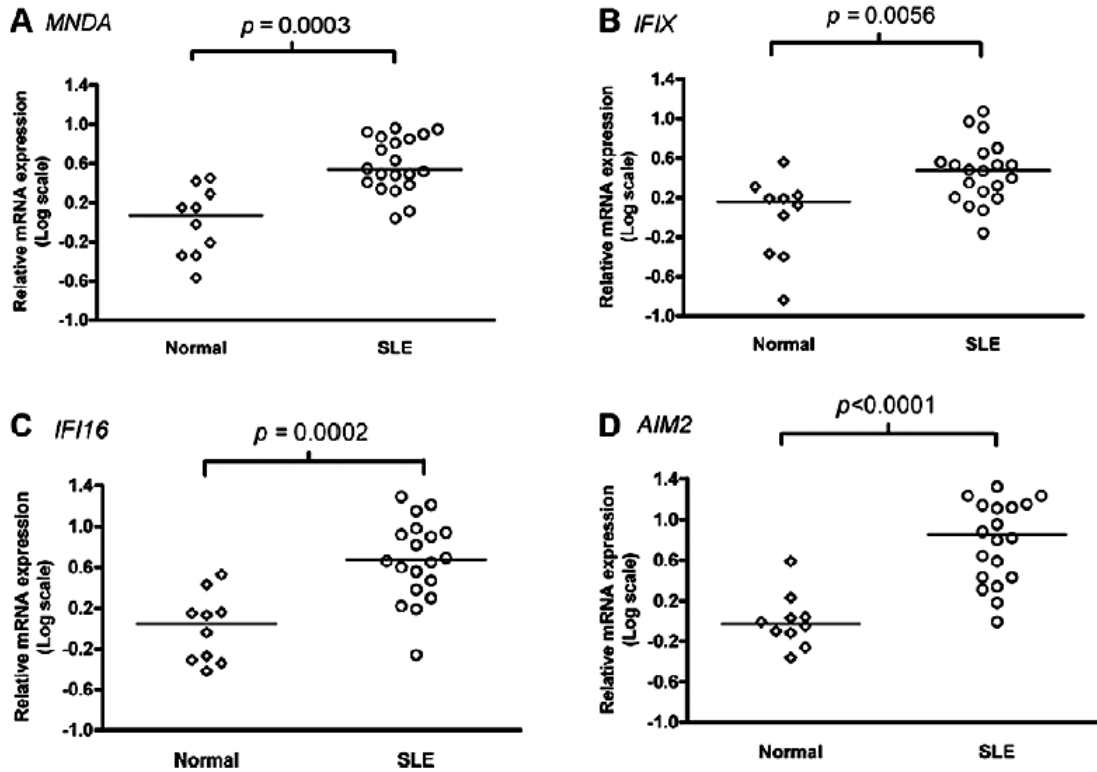 A MNDA
p = 0.0003
Relative mRNA expression
(Log scale)
1.4
1.0
0.6
0.2
-0.2
-0.6
-1.0
Normal SLE
B IFIX
p = 0.0056
Relative mRNA expression
(Log scale)
1.4
1.0
0.6
0.2
-0.2
-0.6
-1.0
Normal SLE
C IFI16
p = 0.0002
Relative mRNA expression
(Log scale)
1.4
1.0
0.6
0.2
-0.2
-0.6
-1.0
Normal SLE
D AIM2
p<0.0001
Relative mRNA expression
(Log scale)
1.4
1.0
0.6
0.2
-0.2
-0.6
-1.0
Normal SLE